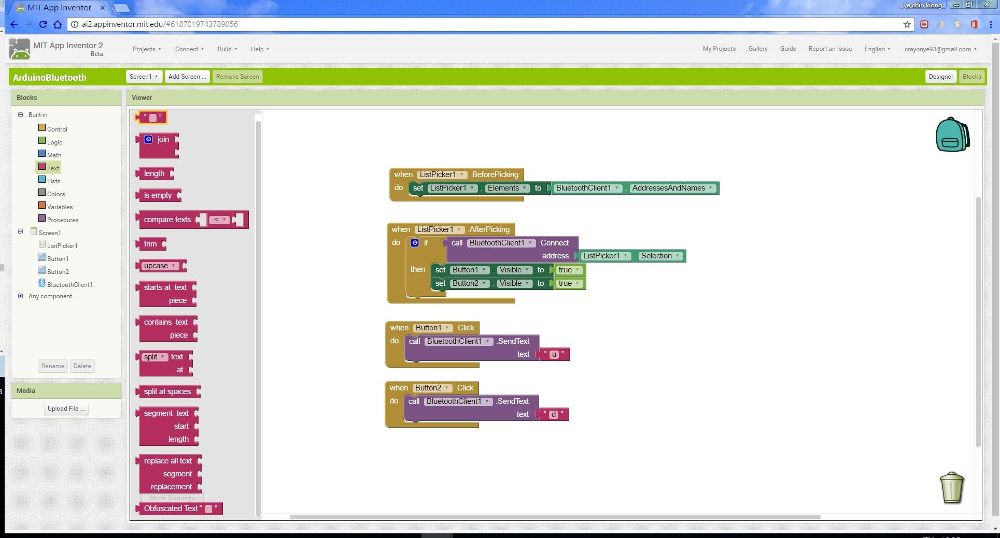 MIT App Inventor
ye chin kiong
ai2.appinventor.mit.edu/#6187019743789056
MIT App Inventor 2
Beta
Projects Connect Build Help
My Projects Gallery Guide Report an Issue English crayonye93@gmail.com
ArduinoBluetooth
Screen1 Add Screen ... Remove Screen
Designer Blocks
Blocks
Built-in
Control
Logic
Math
Text
Lists
Colors
Variables
Procedures
Screen1
ListPicker1
Button1
Button2
BluetoothClient1
Any component
Rename Delete
Media
Upload File ...
Viewer
“ ”
join
length
is empty
compare texts <
trim
upcase
starts at text
piece
contains text
piece
split text
at
split at spaces
segment text
start
length
replace all text
segment
replacement
Show Warnings
Obfuscated Text “ ”
when ListPicker1 .BeforePicking
do set ListPicker1 . Elements to BluetoothClient1 . AddressesAndNames
when ListPicker1 .AfterPicking
do if call BluetoothClient1 .Connect
address ListPicker1 . Selection
then set Button1 . Visible to true
set Button2 . Visible to true
when Button1 .Click
do call BluetoothClient1 .SendText
text “ u ”
when Button2 .Click
do call BluetoothClient1 .SendText
text “ d ”